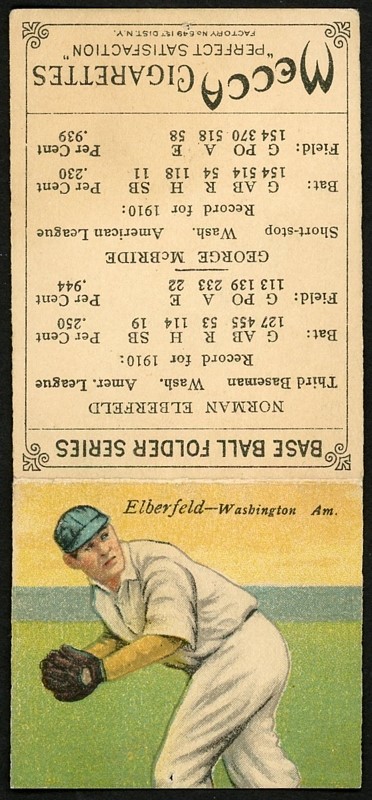 BASE BALL FOLDER SERIES
NORMAN ELBERFELD
Third Baseman Wash. Amer. League
Record for 1910:
Bat: G AB R H SB Per Cent
127 455 53 114 19 .250
Field: G PO A E Per Cent
113 139 233 22 .944
GEORGE McBRIDE
Short-stop Wash. American League
Record for 1910:
Bat: G AB R H SB Per Cent
154 514 54 118 11 .230
Field: G PO A E Per Cent
154 370 518 58 .939
MECCA CIGARETTES
"PERFECT SATISFACTION"
FACTORY No 649 1ST DIST. N.Y.
Elberfeld—Washington Am.